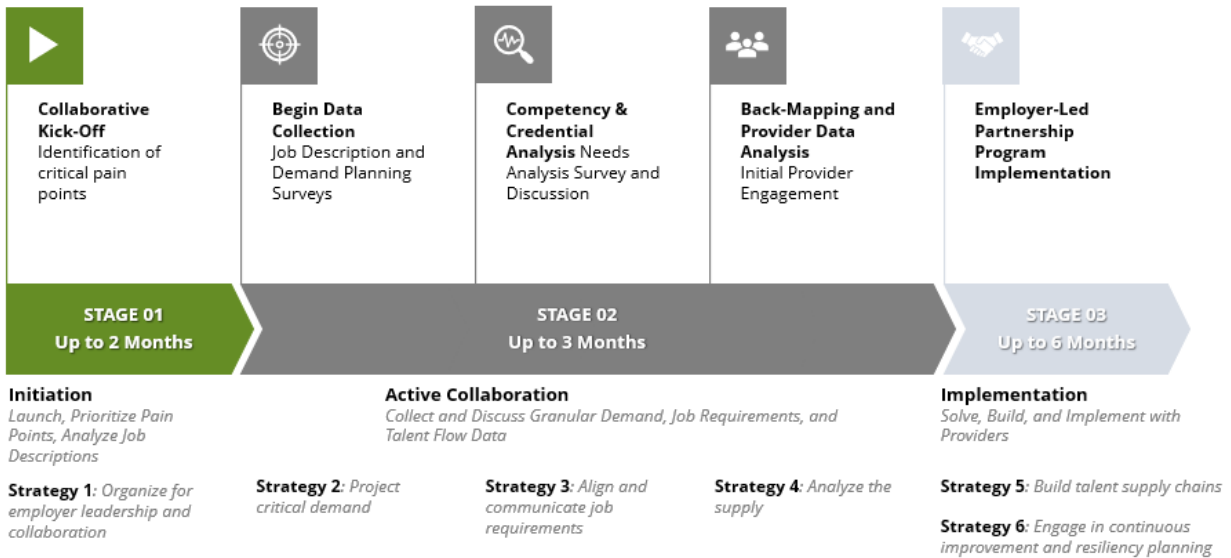 Collaborative
Kick-Off
Identification of
critical pain
points
Begin Data
Collection
Job Description and
Demand Planning
Surveys
Competency &
Credential
Analysis Needs
Analysis Survey and
Discussion
Back-Mapping and
Provider Data
Analysis
Initial Provider
Engagement
Employer-Led
Partnership
Program
Implementation
STAGE 01
Up to 2 Months
STAGE 02
Up to 3 Months
STAGE 03
Up to 6 Months
Initiation
Launch, Prioritize Pain
Points, Analyze Job
Descriptions
Active Collaboration
Collect and Discuss Granular Demand, Job Requirements, and
Talent Flow Data
Implementation
Solve, Build, and Implement with
Providers
Strategy 1: Organize for
employer leadership and
collaboration
Strategy 2: Project
critical demand
Strategy 3: Align and
communicate job
requirements
Strategy 4: Analyze the
supply
Strategy 5: Build talent supply chains
Strategy 6: Engage in continuous
improvement and resiliency planning